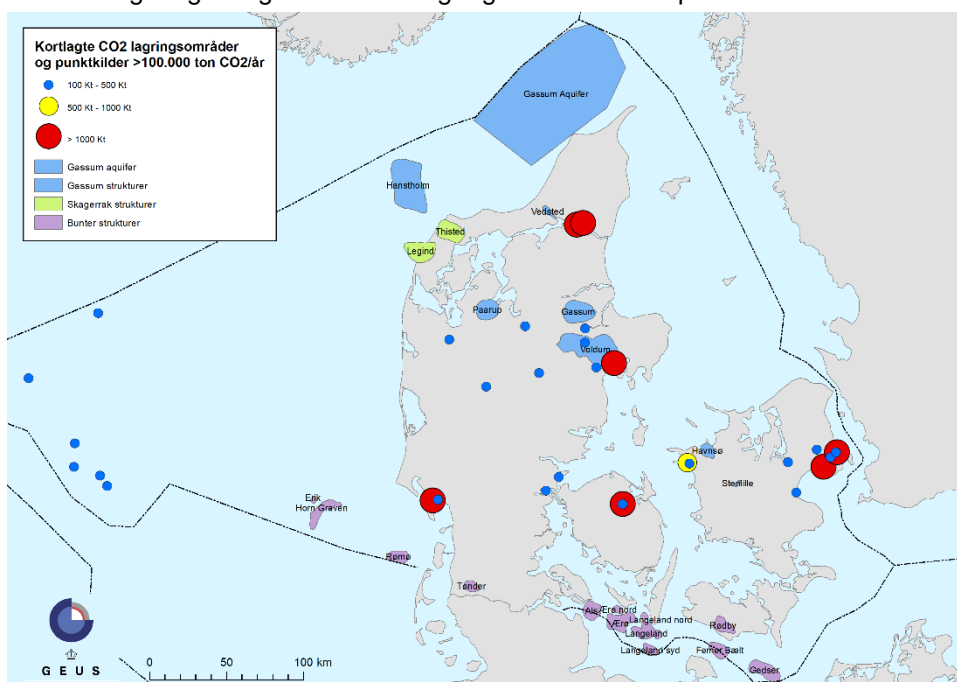 Kortlagte CO2 lagringsområder
og punktkilder >100.000 ton CO2/år
100 Kt - 500 Kt
500 Kt - 1000 Kt
> 1000 Kt
Gassum aquifer
Gassum strukturer
Skagerrak strukturer
Bunter strukturer
Gassum Aquifer
Hanstholm
Vedsted
Thisted
Legind
Paarup
Gassum
Voldum
Havnsø
Stenlille
Erik
Horn Graven
Rømø
Tønder
Als
Ærø nord
Ærø
Langeland nord
Langeland
Langeland syd
Rødby
Femer Bælt
Gedser
GEUS
0 50 100 km